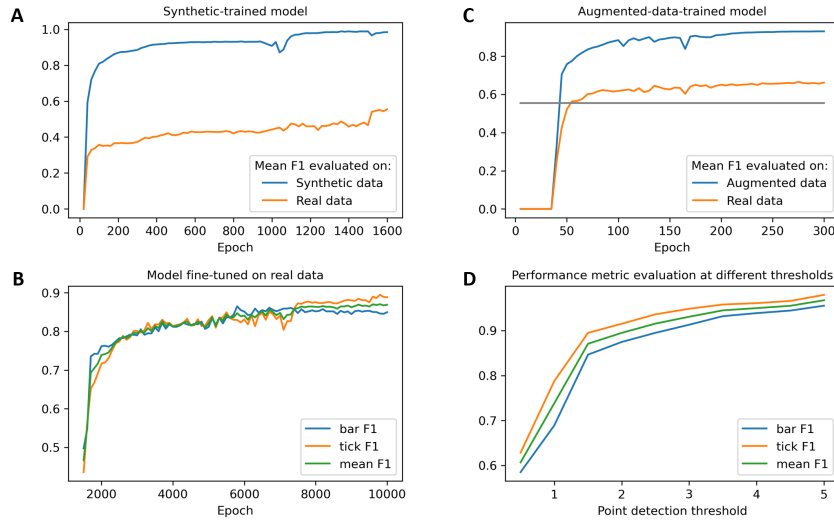 A
Synthetic-trained model
1.0
0.8
0.6
0.4
0.2
0.0
Mean F1 evaluated on:
Synthetic data
Real data
0 200 400 600 800 1000 1200 1400 1600
Epoch
C
Augmented-data-trained model
0.8
0.6
0.4
0.2
0.0
Mean F1 evaluated on:
Augmented data
Real data
0 50 100 150 200 250 300
Epoch
B
Model fine-tuned on real data
0.9
0.8
0.7
0.6
0.5
bar F1
tick F1
mean F1
2000 4000 6000 8000 10000
Epoch
D
Performance metric evaluation at different thresholds
0.9
0.8
0.7
0.6
bar F1
tick F1
mean F1
1 2 3 4 5
Point detection threshold